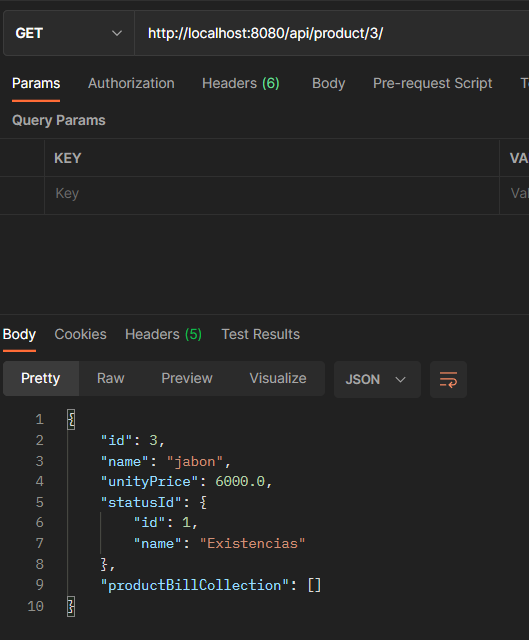 GET http://localhost:8080/api/product/3/
Params Authorization Headers (6) Body Pre-request Script
Query Params
KEY VA
Key Val
Body Cookies Headers (5) Test Results
Pretty Raw Preview Visualize JSON
1 {
2 "id": 3,
3 "name": "jabon",
4 "unityPrice": 6000.0,
5 "statusId": {
6 "id": 1,
7 "name": "Existencias"
8 },
9 "productBillCollection": []
10 }